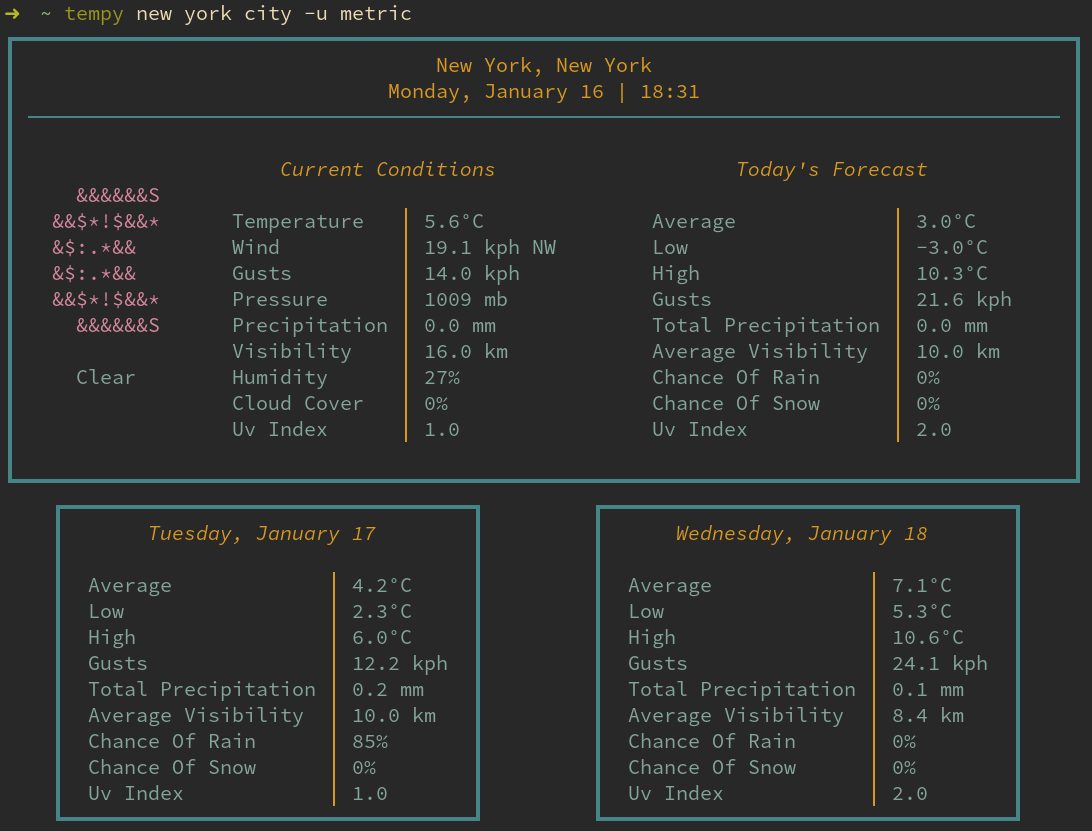 ➜  ~ tempy new york city -u metric
New York, New York
Monday, January 16 | 18:31
Current Conditions
&&&&&&S
&&$*!$&&*
&$:.*&&
&$:.*&&
&&$*!$&&*
&&&&&&S
Clear
Temperature 5.6°C
Wind 19.1 kph NW
Gusts 14.0 kph
Pressure 1009 mb
Precipitation 0.0 mm
Visibility 16.0 km
Humidity 27%
Cloud Cover 0%
Uv Index 1.0
Today's Forecast
Average 3.0°C
Low -3.0°C
High 10.3°C
Gusts 21.6 kph
Total Precipitation 0.0 mm
Average Visibility 10.0 km
Chance Of Rain 0%
Chance Of Snow 0%
Uv Index 2.0
Tuesday, January 17
Average 4.2°C
Low 2.3°C
High 6.0°C
Gusts 12.2 kph
Total Precipitation 0.2 mm
Average Visibility 10.0 km
Chance Of Rain 85%
Chance Of Snow 0%
Uv Index 1.0
Wednesday, January 18
Average 7.1°C
Low 5.3°C
High 10.6°C
Gusts 24.1 kph
Total Precipitation 0.1 mm
Average Visibility 8.4 km
Chance Of Rain 0%
Chance Of Snow 0%
Uv Index 2.0